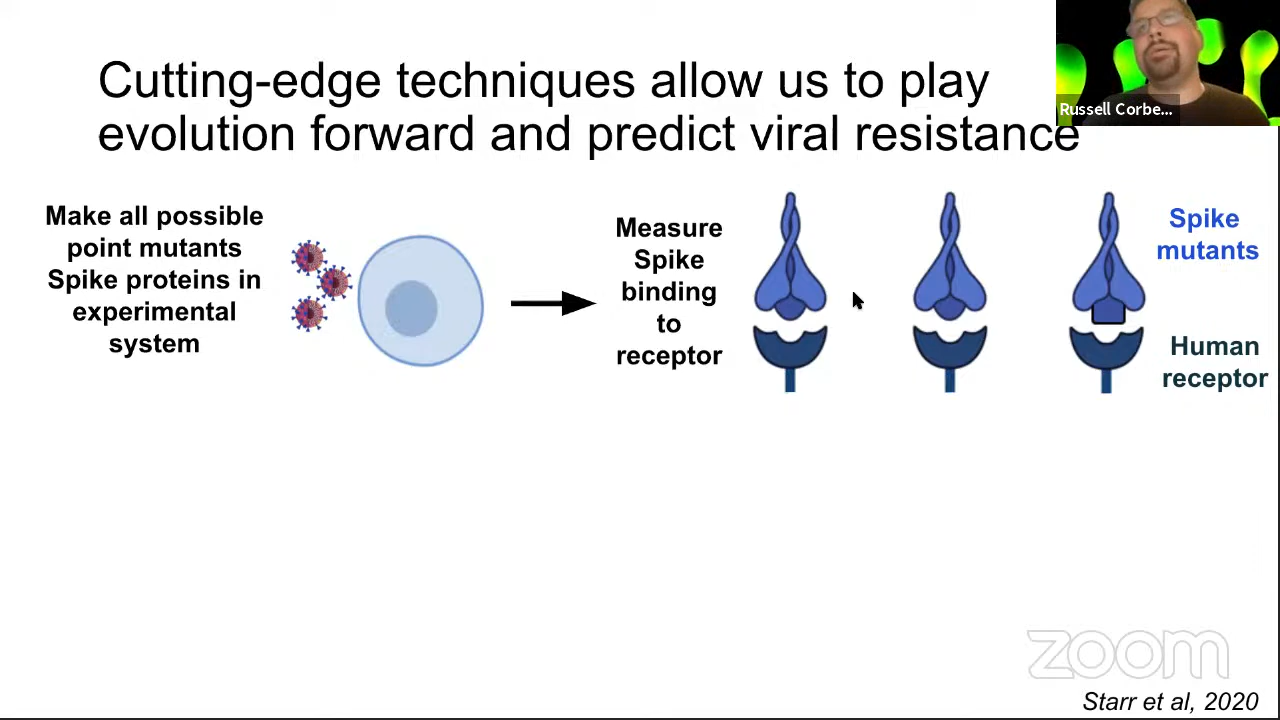 Cutting-edge techniques allow us to play
evolution forward and predict viral resistance
Russell Corbe...
Make all possible
point mutants
Spike proteins in
experimental
system
Measure
Spike
binding
to
receptor
Spike
mutants
Human
receptor
zoom
Starr et al, 2020